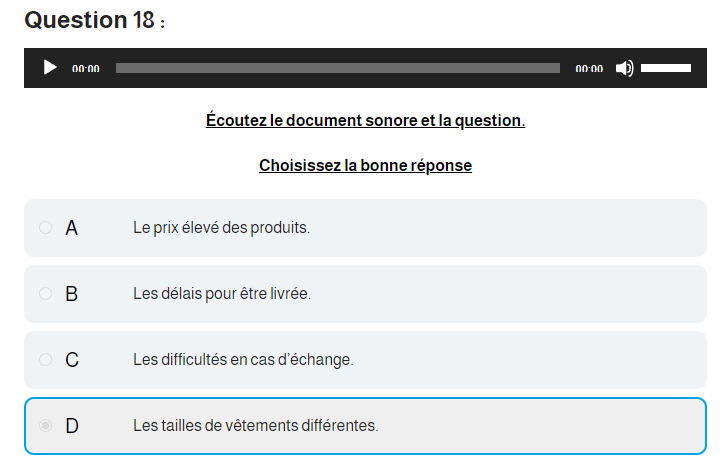 Question 18 :
00:00 00:00
Écoutez le document sonore et la question.
Choisissez la bonne réponse
A Le prix élevé des produits.
B Les délais pour être livrée.
C Les difficultés en cas d’échange.
D Les tailles de vêtements différentes.